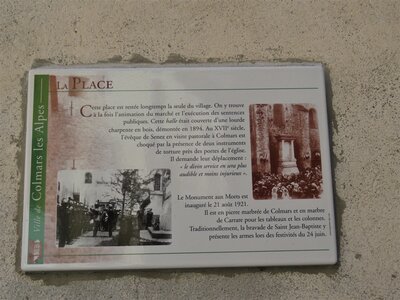 LA PLACE
Cette place est restée longtemps la seule du village. On y trouve
à la fois l'animation du marché et l'exécution des sentences
publiques. Cette halle était couverte d'une lourde
charpente en bois, démontée en 1894. Au XVIIe siècle,
l'évêque de Senez en visite pastorale à Colmars est
choqué par la présence de deux instruments
de torture près des portes de l'église.
Il demande leur déplacement :
« le divin service en sera plus
audible et moins injurieux ».
Le Monument aux Morts est
inauguré le 21 août 1921.
Il est en pierre marbrée de Colmars et en marbre
de Carrare pour les tableaux et les colonnes.
Traditionnellement, la bravade de Saint Jean-Baptiste y
présente les armes lors des festivités du 24 juin.
Ville de Colmars les Alpes